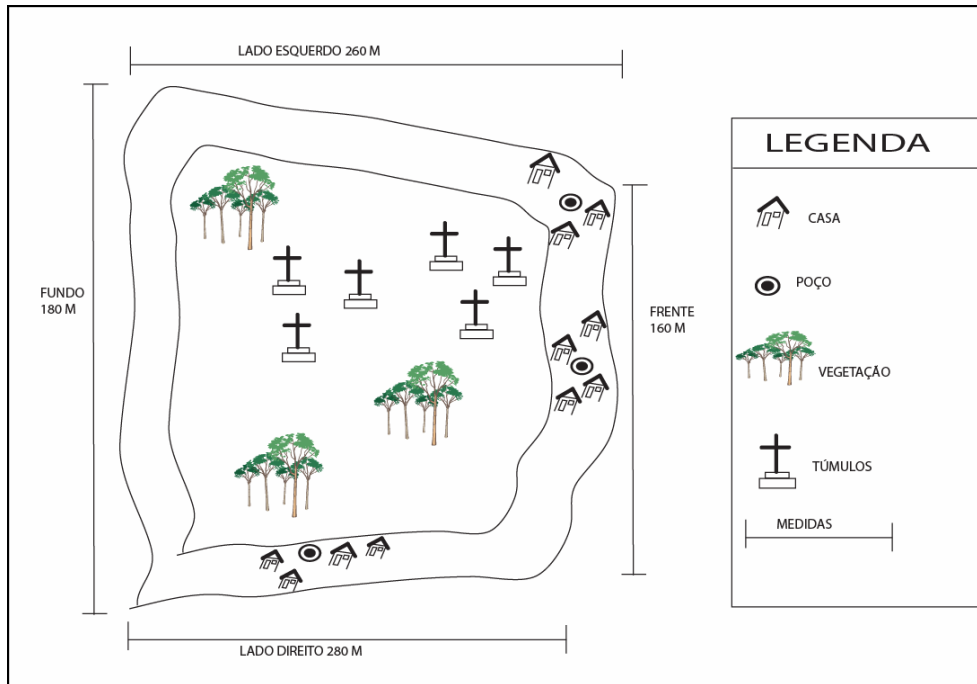 LADO ESQUERDO 260 M
LEGENDA
CASA
POÇO
FUNDO
180 M
FRENTE
160 M
VEGETAÇÃO
TÚMULOS
MEDIDAS
LADO DIREITO 280 M